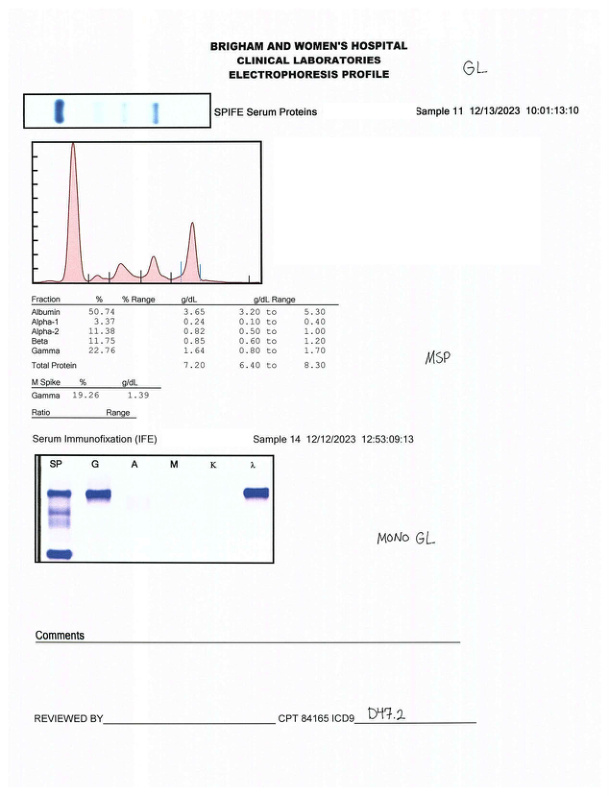 BRIGHAM AND WOMEN'S HOSPITAL
CLINICAL LABORATORIES
ELECTROPHORESIS PROFILE
GL
SPIFE Serum Proteins Sample 11 12/13/2023 10:01:13:10
Fraction % % Range g/dL g/dL Range
Albumin 50.74 3.65 3.20 to 5.30
Alpha-1 3.37 0.24 0.10 to 0.40
Alpha-2 11.38 0.82 0.50 to 1.00
Beta 11.75 0.85 0.60 to 1.20
Gamma 22.76 1.64 0.80 to 1.70
Total Protein 7.20 6.40 to 8.30
MSP
M Spike % g/dL
Gamma 19.26 1.39
Ratio Range
Serum Immunofixation (IFE) Sample 14 12/12/2023 12:53:09:13
SP G A M K λ
MONO GL
Comments
REVIEWED BY CPT 84165 ICD9 D47.2